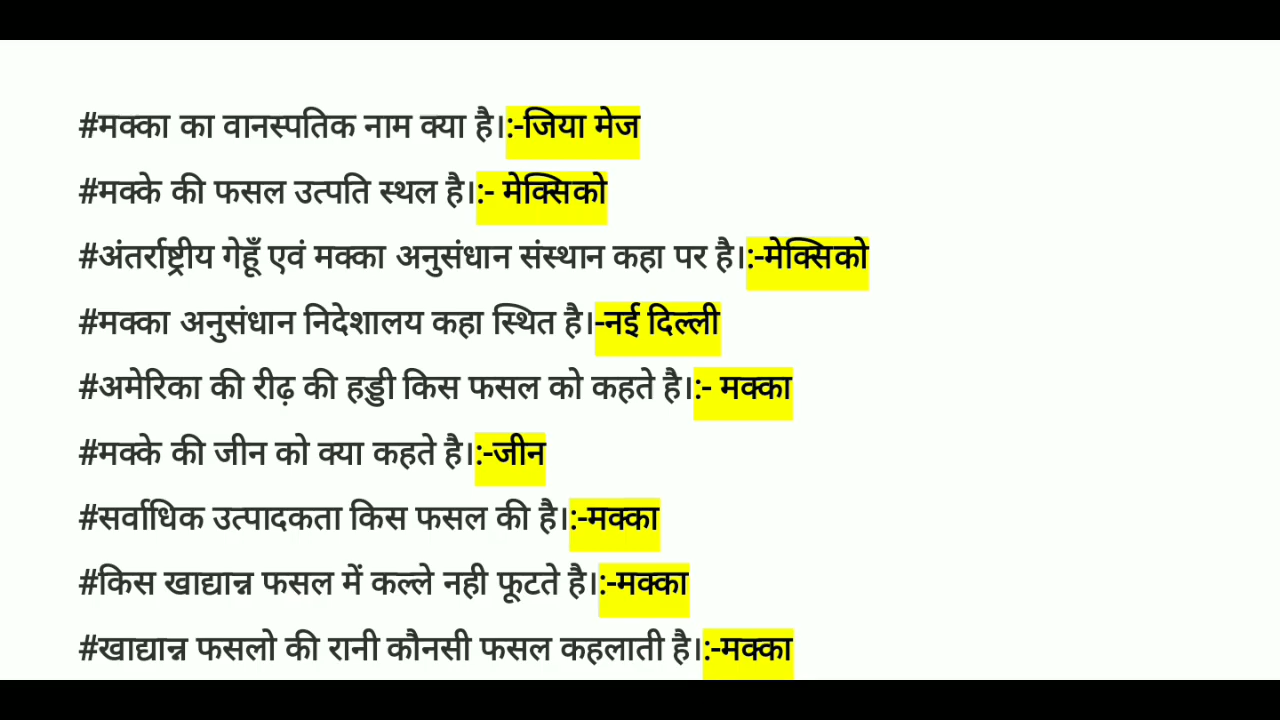 #मक्का का वानस्पतिक नाम क्या है।:-जिया मेज
#मक्के की फसल उत्पति स्थल है।:- मेक्सिको
#अंतर्राष्ट्रीय गेहूँ एवं मक्का अनुसंधान संस्थान कहा पर है।:-मेक्सिको
#मक्का अनुसंधान निदेशालय कहा स्थित है।-नई दिल्ली
#अमेरिका की रीढ़ की हड्डी किस फसल को कहते है।:- मक्का
#मक्के की जीन को क्या कहते है।:-जीन
#सर्वाधिक उत्पादकता किस फसल की है।:-मक्का
#किस खाद्यान्न फसल में कल्ले नही फूटते है।:-मक्का
#खाद्यान्न फसलो की रानी कौनसी फसल कहलाती है।:-मक्का